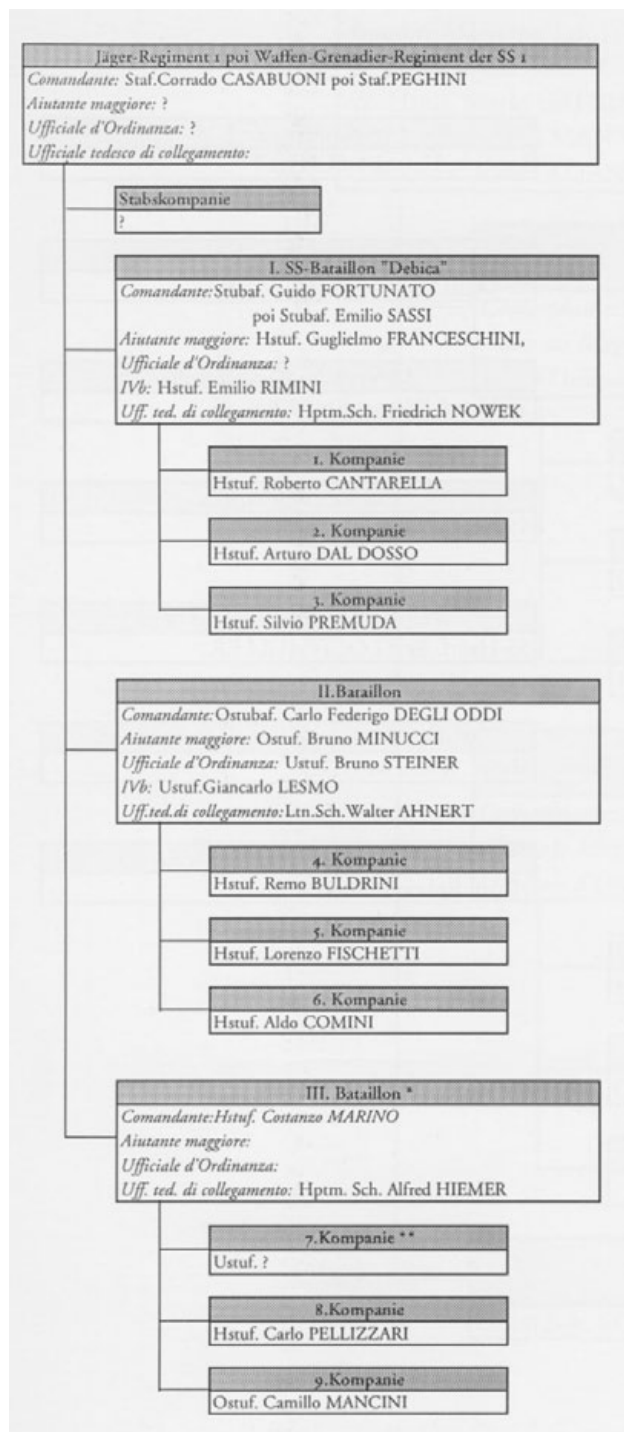 Jäger-Regiment 1 poi Waffen-Grenadier-Regiment der SS 1
Comandante: Staf.Corrado CASABUONI poi Staf.PEGHINI
Aiutante maggiore: ?
Ufficiale d'Ordinanza: ?
Ufficiale tedesco di collegamento:
Stabskompanie
?
I. SS-Bataillon "Debica"
Comandante:Stubaf. Guido FORTUNATO
poi Stubaf. Emilio SASSI
Aiutante maggiore: Hstuf. Guglielmo FRANCESCHINI,
Ufficiale d'Ordinanza: ?
IVb: Hstuf. Emilio RIMINI
Uff. ted. di collegamento: Hptm.Sch. Friedrich NOWEK
1. Kompanie
Hstuf. Roberto CANTARELLA
2. Kompanie
Hstuf. Arturo DAL DOSSO
3. Kompanie
Hstuf. Silvio PREMUDA
II.Bataillon
Comandante:Ostubaf. Carlo Federigo DEGLI ODDI
Aiutante maggiore: Ostuf. Bruno MINUCCI
Ufficiale d'Ordinanza: Ustuf. Bruno STEINER
IVb: Ustuf.Giancarlo LESMO
Uff.ted.di collegamento:Ltn.Sch.Walter AHNERT
4. Kompanie
Hstuf. Remo BULDRINI
5. Kompanie
Hstuf. Lorenzo FISCHETTI
6. Kompanie
Hstuf. Aldo COMINI
III. Bataillon *
Comandante:Hstuf. Costanzo MARINO
Aiutante maggiore:
Ufficiale d'Ordinanza:
Uff. ted. di collegamento: Hptm. Sch. Alfred HIEMER
7.Kompanie **
Ustuf. ?
8.Kompanie
Hstuf. Carlo PELLIZZARI
9.Kompanie
Ostuf. Camillo MANCINI